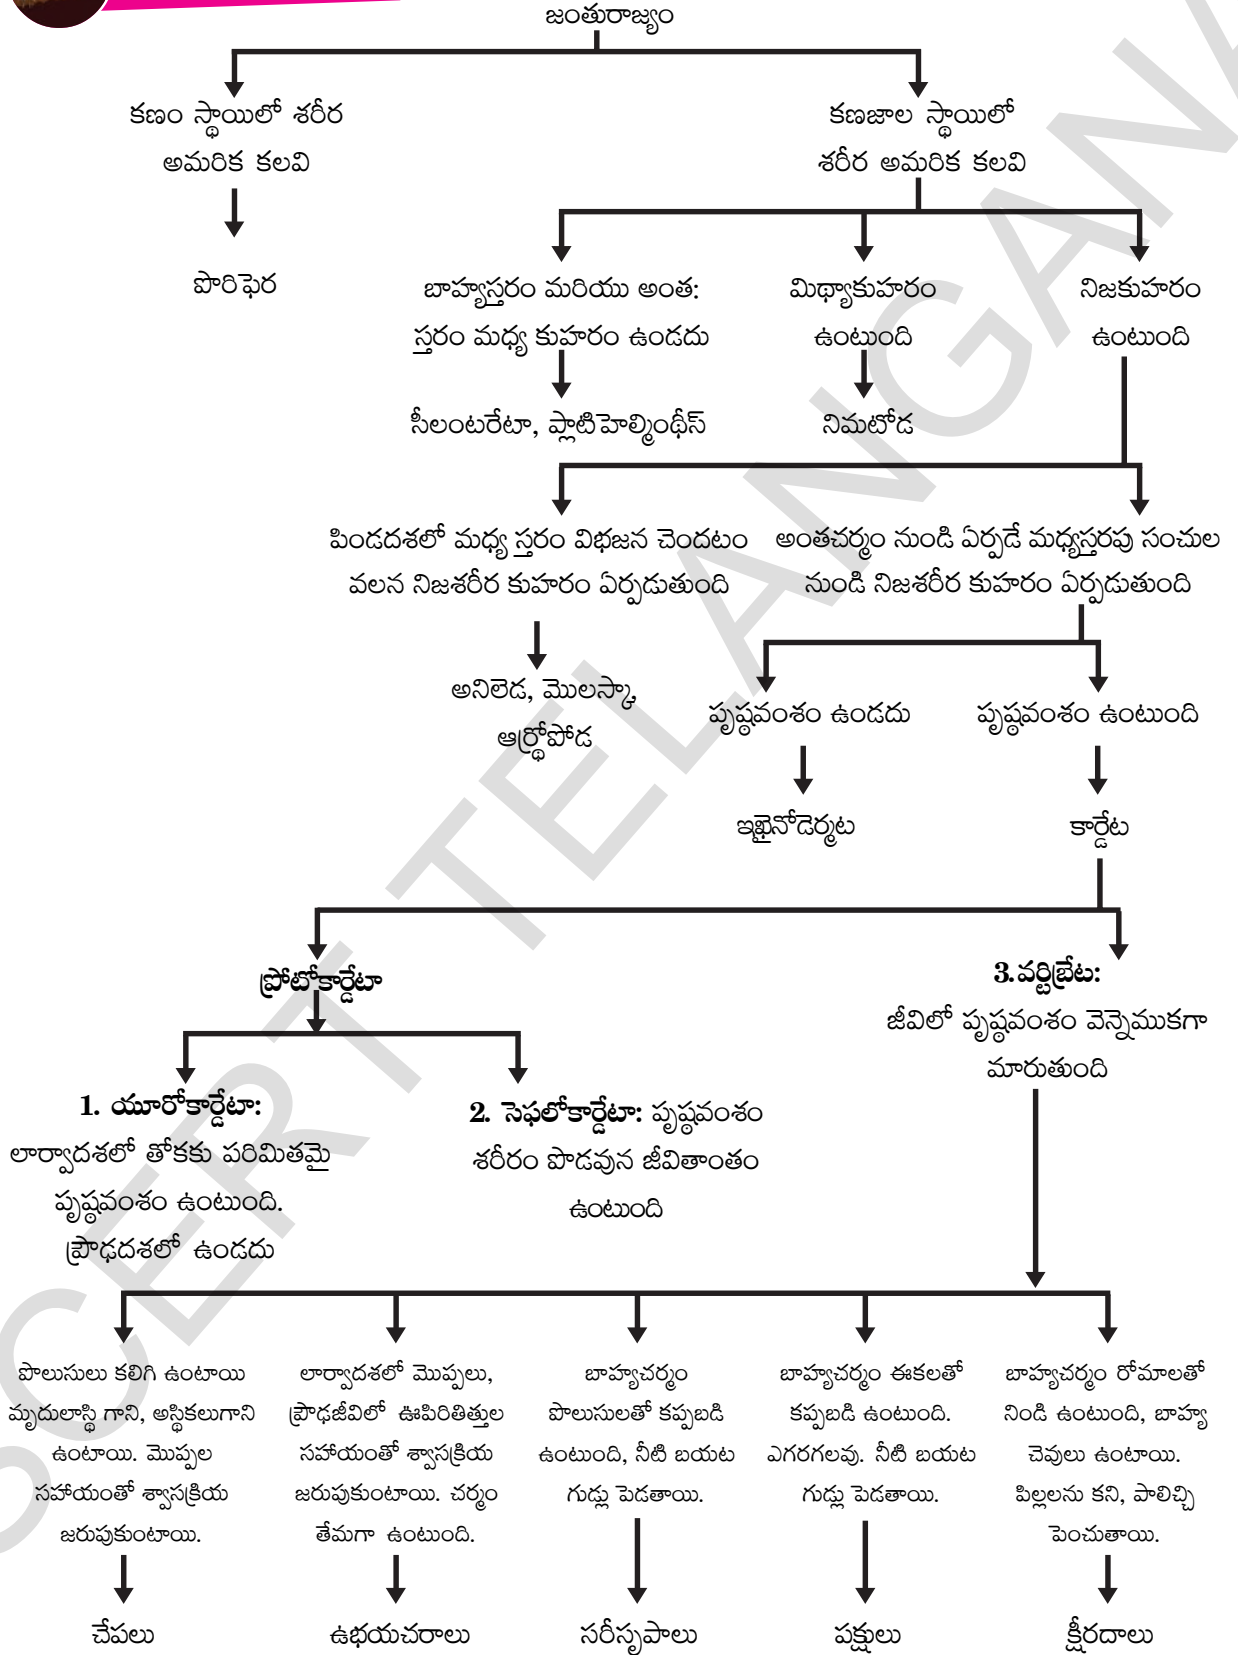 జంతురాజ్యం
కణం స్థాయిలో శరీర
అమరిక కలవి
కణజాల స్థాయిలో
శరీర అమరిక కలవి
పొరిఫెర
బాహ్యస్తరం మరియు అంత:
స్తరం మధ్య కుహరం ఉండదు
మిథ్యాకుహరం
ఉంటుంది
నిజకుహరం
ఉంటుంది
సీలంటరేటా, ప్లాటిహెల్మింథీస్
నిమటోడ
పిండదశలో మధ్య స్తరం విభజన చెందటం
వలన నిజశరీర కుహరం ఏర్పడుతుంది
అంతచర్మం నుండి ఏర్పడే మధ్యస్తరపు సంచుల
నుండి నిజశరీర కుహరం ఏర్పడుతుంది
అనిలెడ, మొలస్కా,
ఆర్థ్రోపోడ
పృష్ఠవంశం ఉండదు
పృష్ఠవంశం ఉంటుంది
ఇఖైనోడెర్మట
కార్డేట
ప్రోటోకార్డేటా
3.వర్టిబ్రేట:
జీవిలో పృష్ఠవంశం వెన్నెముకగా
మారుతుంది
1. యూరోకార్డేటా:
లార్వాదశలో తోకకు పరిమితమై
పృష్ఠవంశం ఉంటుంది.
ప్రౌఢదశలో ఉండదు
2. సెఫలోకార్డేటా: పృష్ఠవంశం
శరీరం పొడవున జీవితాంతం
ఉంటుంది
పొలుసులు కలిగి ఉంటాయి
మృదులాస్థి గాని, అస్థికలుగాని
ఉంటాయి. మొప్పల
సహాయంతో శ్వాసక్రియ
జరుపుకుంటాయి.
లార్వాదశలో మొప్పలు,
ప్రౌఢజీవిలో ఊపిరితిత్తుల
సహాయంతో శ్వాసక్రియ
జరుపుకుంటాయి. చర్మం
తేమగా ఉంటుంది.
బాహ్యచర్మం
పొలుసులతో కప్పబడి
ఉంటుంది, నీటి బయట
గుడ్లు పెడతాయి.
బాహ్యచర్మం ఈకలతో
కప్పబడి ఉంటుంది.
ఎగరగలవు. నీటి బయట
గుడ్లు పెడతాయి.
బాహ్యచర్మం రోమాలతో
నిండి ఉంటుంది, బాహ్య
చెవులు ఉంటాయి.
పిల్లలను కని, పాలిచ్చి
పెంచుతాయి.
చేపలు
ఉభయచరాలు
సరీసృపాలు
పక్షులు
క్షీరదాలు
SCERT TELANGANA